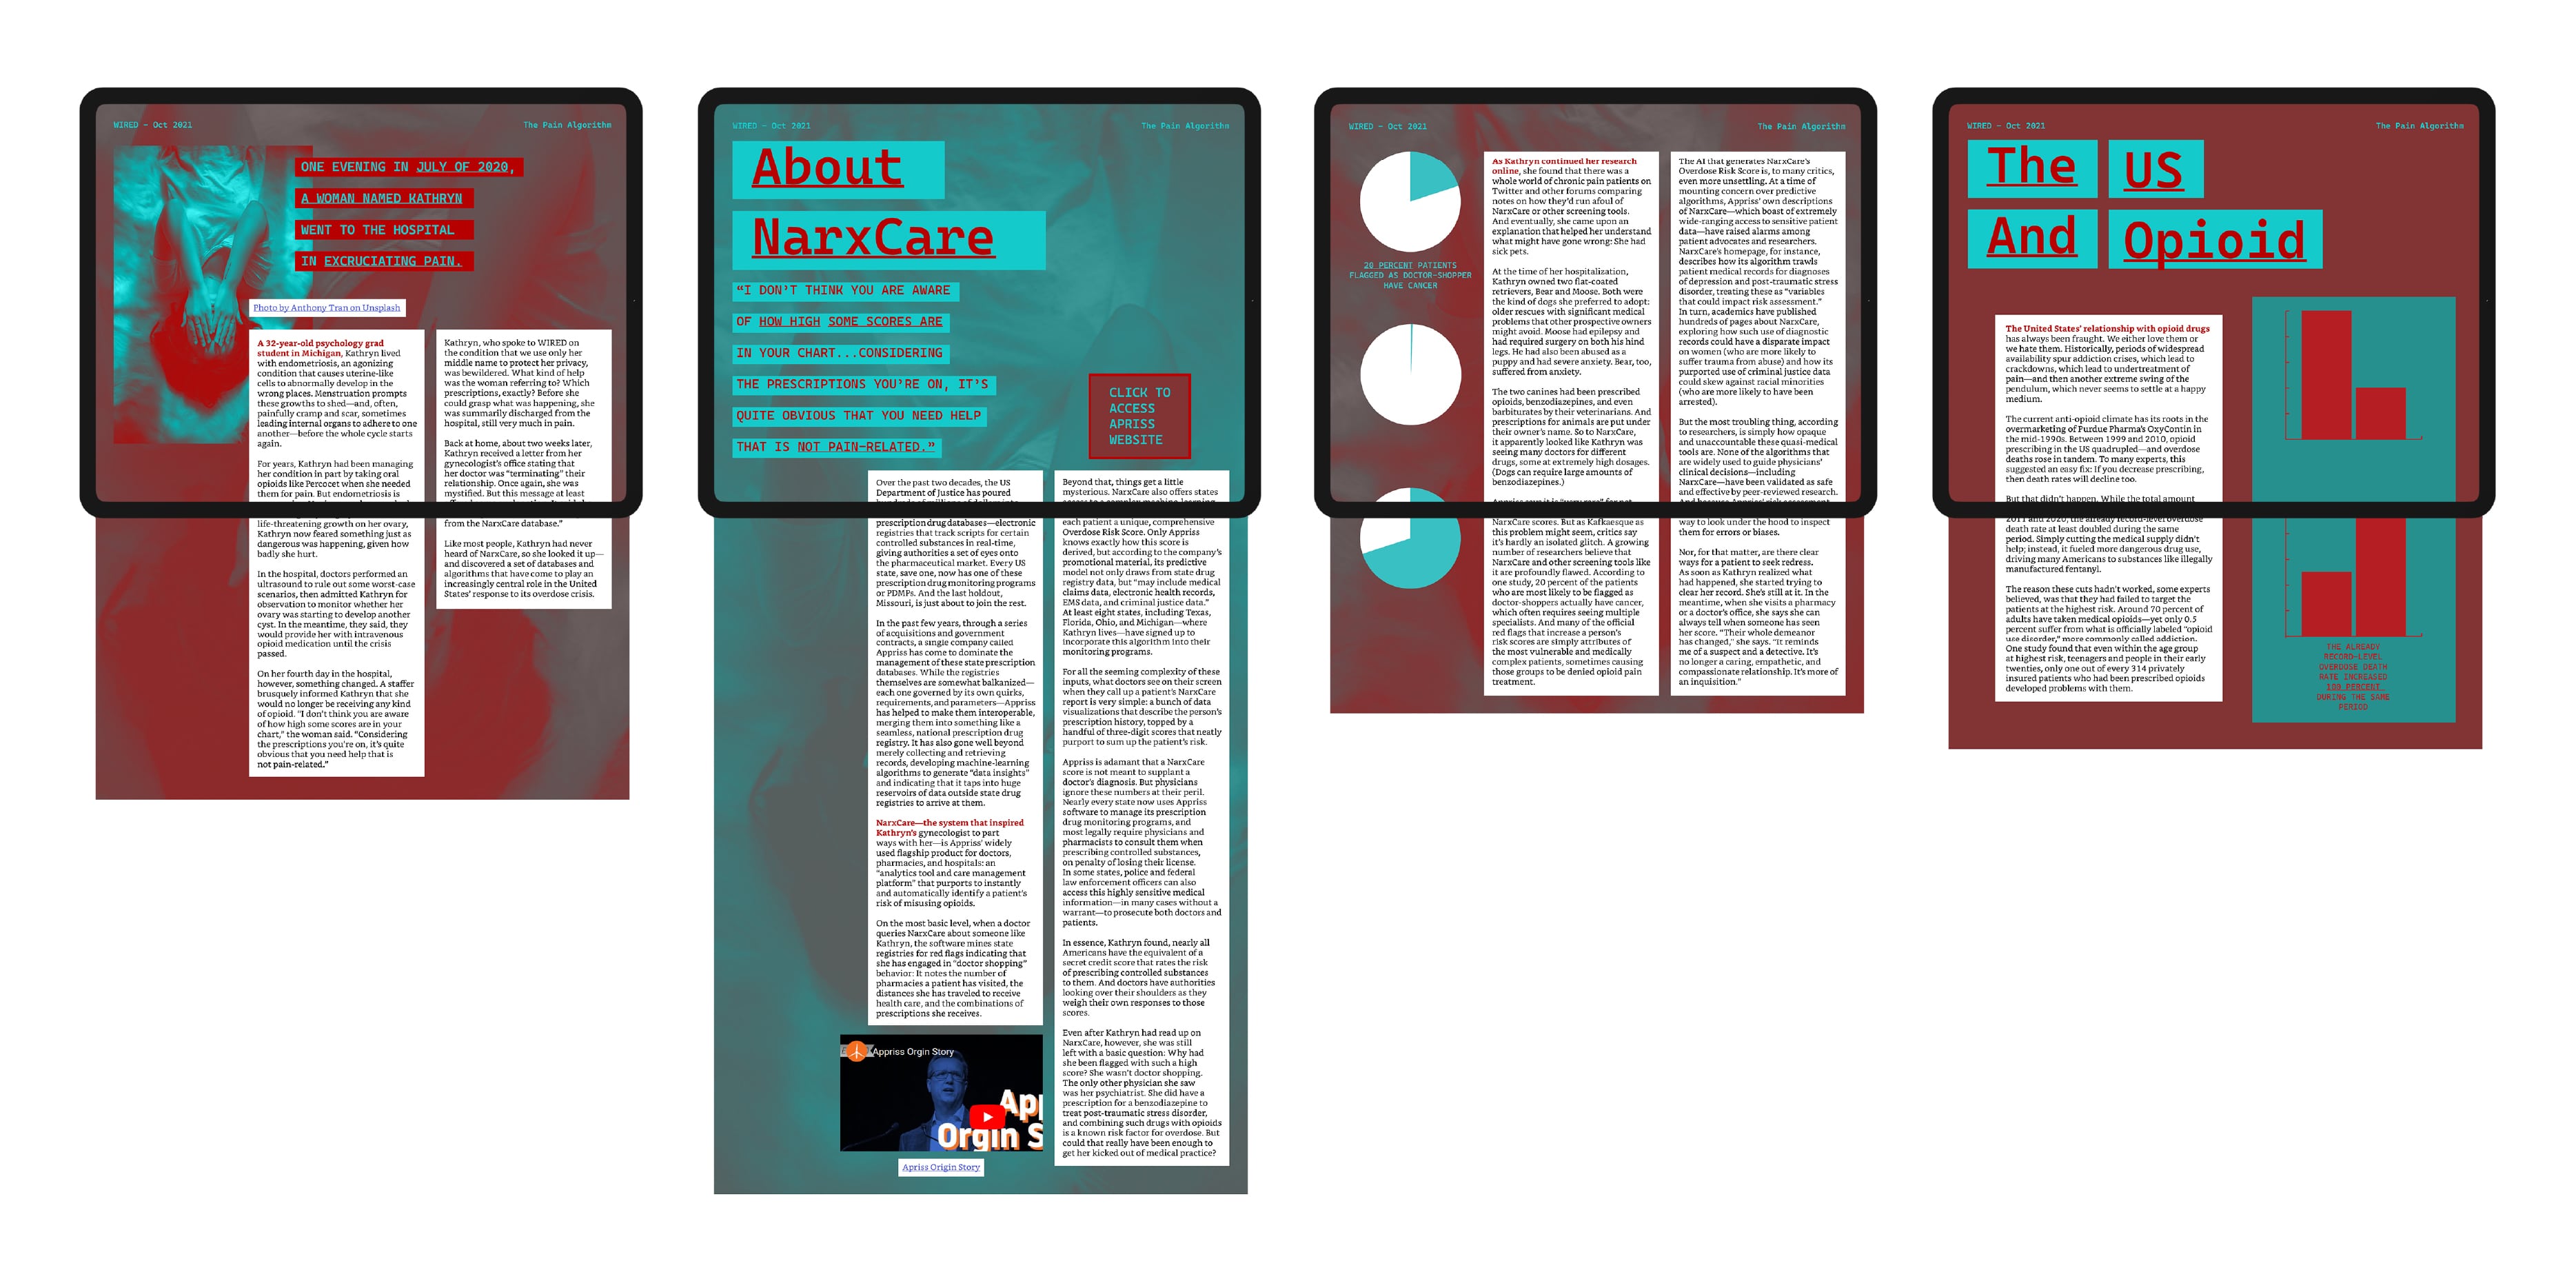 WIRED – Oct 2021
The Pain Algorithm
ONE EVENING IN JULY OF 2020,
A WOMAN NAMED KATHRYN
WENT TO THE HOSPITAL
IN EXCRUCIATING PAIN.
Photo by Anthony Tran on Unsplash
A 32-year-old psychology grad
student in Michigan, Kathryn lived
with endometriosis, an agonizing
condition that causes uterine-like
cells to abnormally develop in the
wrong places. Menstruation prompts
these growths to shed—and, often,
painfully cramp and scar, sometimes
leading internal organs to adhere to one
another—before the whole cycle starts
again.
For years, Kathryn had been managing
her condition in part by taking oral
opioids like Percocet when she needed
them for pain. But endometriosis is
life-threatening growth on her ovary,
Kathryn now feared something just as
dangerous was happening, given how
badly she hurt.
In the hospital, doctors performed an
ultrasound to rule out some worst-case
scenarios, then admitted Kathryn for
observation to monitor whether her
ovary was starting to develop another
cyst. In the meantime, they said, they
would provide her with intravenous
opioid medication until the crisis
passed.
On her fourth day in the hospital,
however, something changed. A staffer
brusquely informed Kathryn that she
would no longer be receiving any kind
of opioid. “I don’t think you are aware
of how high some scores are in your
chart,” the woman said. “Considering
the prescriptions you’re on, it’s quite
obvious that you need help that is
not pain-related.”
Kathryn, who spoke to WIRED on
the condition that we use only her
middle name to protect her privacy,
was bewildered. What kind of help
was the woman referring to? Which
prescriptions, exactly? Before she
could grasp what was happening, she
was summarily discharged from the
hospital, still very much in pain.
Back at home, about two weeks later,
Kathryn received a letter from her
gynecologist’s office stating that
her doctor was “terminating” their
relationship. Once again, she was
mystified. But this message at least
from the NarxCare database.”
Like most people, Kathryn had never
heard of NarxCare, so she looked it up—
and discovered a set of databases and
algorithms that have come to play an
increasingly central role in the United
States’ response to its overdose crisis.
WIRED – Oct 2021
The Pain Algorithm
About
NarxCare
“I DON’T THINK YOU ARE AWARE
OF HOW HIGH SOME SCORES ARE
IN YOUR CHART...CONSIDERING
THE PRESCRIPTIONS YOU’RE ON, IT’S
QUITE OBVIOUS THAT YOU NEED HELP
THAT IS NOT PAIN-RELATED.”
CLICK TO
ACCESS
APRISS
WEBSITE
Over the past two decades, the US
Department of Justice has poured
prescription drug databases—electronic
registries that track scripts for certain
controlled substances in real-time,
giving authorities a set of eyes onto
the pharmaceutical market. Every US
state, save one, now has one of these
prescription drug monitoring programs
or PDMPs. And the last holdout,
Missouri, is just about to join the rest.
In the past few years, through a series
of acquisitions and government
contracts, a single company called
Appriss has come to dominate the
management of these state prescription
databases. While the registries
themselves are somewhat balkanized—
each one governed by its own quirks,
requirements, and parameters—Appriss
has helped to make them interoperable,
merging them into something like a
seamless, national prescription drug
registry. It has also gone well beyond
merely collecting and retrieving
records, developing machine-learning
algorithms to generate “data insights”
and indicating that it taps into huge
reservoirs of data outside state drug
registries to arrive at them.
NarxCare—the system that inspired
Kathryn’s gynecologist to part
ways with her—is Appriss’ widely
used flagship product for doctors,
pharmacies, and hospitals: an
“analytics tool and care management
platform” that purports to instantly
and automatically identify a patient’s
risk of misusing opioids.
On the most basic level, when a doctor
queries NarxCare about someone like
Kathryn, the software mines state
registries for red flags indicating that
she has engaged in “doctor shopping”
behavior: It notes the number of
pharmacies a patient has visited, the
distances she has traveled to receive
health care, and the combinations of
prescriptions she receives.
Appriss Orgin Story
Ap
Orgin S
Apriss Origin Story
Beyond that, things get a little
mysterious. NarxCare also offers states
each patient a unique, comprehensive
Overdose Risk Score. Only Appriss
knows exactly how this score is
derived, but according to the company’s
promotional material, its predictive
model not only draws from state drug
registry data, but “may include medical
claims data, electronic health records,
EMS data, and criminal justice data.”
At least eight states, including Texas,
Florida, Ohio, and Michigan—where
Kathryn lives—have signed up to
incorporate this algorithm into their
monitoring programs.
For all the seeming complexity of these
inputs, what doctors see on their screen
when they call up a patient’s NarxCare
report is very simple: a bunch of data
visualizations that describe the person’s
prescription history, topped by a
handful of three-digit scores that neatly
purport to sum up the patient’s risk.
Appriss is adamant that a NarxCare
score is not meant to supplant a
doctor’s diagnosis. But physicians
ignore these numbers at their peril.
Nearly every state now uses Appriss
software to manage its prescription
drug monitoring programs, and
most legally require physicians and
pharmacists to consult them when
prescribing controlled substances,
on penalty of losing their license.
In some states, police and federal
law enforcement officers can also
access this highly sensitive medical
information—in many cases without a
warrant—to prosecute both doctors and
patients.
In essence, Kathryn found, nearly all
Americans have the equivalent of a
secret credit score that rates the risk
of prescribing controlled substances
to them. And doctors have authorities
looking over their shoulders as they
weigh their own responses to those
scores.
Even after Kathryn had read up on
NarxCare, however, she was still
left with a basic question: Why had
she been flagged with such a high
score? She wasn’t doctor shopping.
The only other physician she saw
was her psychiatrist. She did have a
prescription for a benzodiazepine to
treat post-traumatic stress disorder,
and combining such drugs with opioids
is a known risk factor for overdose. But
could that really have been enough to
get her kicked out of medical practice?
WIRED – Oct 2021
The Pain Algorithm
20 PERCENT PATIENTS
FLAGGED AS DOCTOR-SHOPPER
HAVE CANCER
As Kathryn continued her research
online, she found that there was a
whole world of chronic pain patients on
Twitter and other forums comparing
notes on how they’d run afoul of
NarxCare or other screening tools.
And eventually, she came upon an
explanation that helped her understand
what might have gone wrong: She had
sick pets.
At the time of her hospitalization,
Kathryn owned two flat-coated
retrievers, Bear and Moose. Both were
the kind of dogs she preferred to adopt:
older rescues with significant medical
problems that other prospective owners
might avoid. Moose had epilepsy and
had required surgery on both his hind
legs. He had also been abused as a
puppy and had severe anxiety. Bear, too,
suffered from anxiety.
The two canines had been prescribed
opioids, benzodiazepines, and even
barbiturates by their veterinarians. And
prescriptions for animals are put under
their owner’s name. So to NarxCare,
it apparently looked like Kathryn was
seeing many doctors for different
drugs, some at extremely high dosages.
(Dogs can require large amounts of
benzodiazepines.)
NarxCare scores. But as Kafkaesque as
this problem might seem, critics say
it’s hardly an isolated glitch. A growing
number of researchers believe that
NarxCare and other screening tools like
it are profoundly flawed. According to
one study, 20 percent of the patients
who are most likely to be flagged as
doctor-shoppers actually have cancer,
which often requires seeing multiple
specialists. And many of the official
red flags that increase a person’s
risk scores are simply attributes of
the most vulnerable and medically
complex patients, sometimes causing
those groups to be denied opioid pain
treatment.
The AI that generates NarxCare’s
Overdose Risk Score is, to many critics,
even more unsettling. At a time of
mounting concern over predictive
algorithms, Appriss’ own descriptions
of NarxCare—which boast of extremely
wide-ranging access to sensitive patient
data—have raised alarms among
patient advocates and researchers.
NarxCare’s homepage, for instance,
describes how its algorithm trawls
patient medical records for diagnoses
of depression and post-traumatic stress
disorder, treating these as “variables
that could impact risk assessment.”
In turn, academics have published
hundreds of pages about NarxCare,
exploring how such use of diagnostic
records could have a disparate impact
on women (who are more likely to
suffer trauma from abuse) and how its
purported use of criminal justice data
could skew against racial minorities
(who are more likely to have been
arrested).
But the most troubling thing, according
to researchers, is simply how opaque
and unaccountable these quasi-medical
tools are. None of the algorithms that
are widely used to guide physicians’
clinical decisions—including
NarxCare—have been validated as safe
and effective by peer-reviewed research.
way to look under the hood to inspect
them for errors or biases.
Nor, for that matter, are there clear
ways for a patient to seek redress.
As soon as Kathryn realized what
had happened, she started trying to
clear her record. She’s still at it. In the
meantime, when she visits a pharmacy
or a doctor’s office, she says she can
always tell when someone has seen
her score. “Their whole demeanor
has changed,” she says. “It reminds
me of a suspect and a detective. It’s
no longer a caring, empathetic, and
compassionate relationship. It’s more of
an inquisition.”
WIRED – Oct 2021
The Pain Algorithm
The US
And Opioid
The United States’ relationship with opioid drugs
has always been fraught. We either love them or
we hate them. Historically, periods of widespread
availability spur addiction crises, which lead to
crackdowns, which lead to undertreatment of
pain—and then another extreme swing of the
pendulum, which never seems to settle at a happy
medium.
The current anti-opioid climate has its roots in the
overmarketing of Purdue Pharma’s OxyContin in
the mid-1990s. Between 1999 and 2010, opioid
prescribing in the US quadrupled—and overdose
deaths rose in tandem. To many experts, this
suggested an easy fix: If you decrease prescribing,
then death rates will decline too.
But that didn’t happen. While the total amount
2011 and 2020, the already record-level overdose
death rate at least doubled during the same
period. Simply cutting the medical supply didn’t
help; instead, it fueled more dangerous drug use,
driving many Americans to substances like illegally
manufactured fentanyl.
The reason these cuts hadn’t worked, some experts
believed, was that they had failed to target the
patients at the highest risk. Around 70 percent of
adults have taken medical opioids—yet only 0.5
percent suffer from what is officially labeled “opioid
use disorder,” more commonly called addiction.
One study found that even within the age group
at highest risk, teenagers and people in their early
twenties, only one out of every 314 privately
insured patients who had been prescribed opioids
developed problems with them.
THE ALREADY
RECORD-LEVEL
OVERDOSE DEATH
RATE INCREASED
100 PERCENT
DURING THE SAME
PERIOD